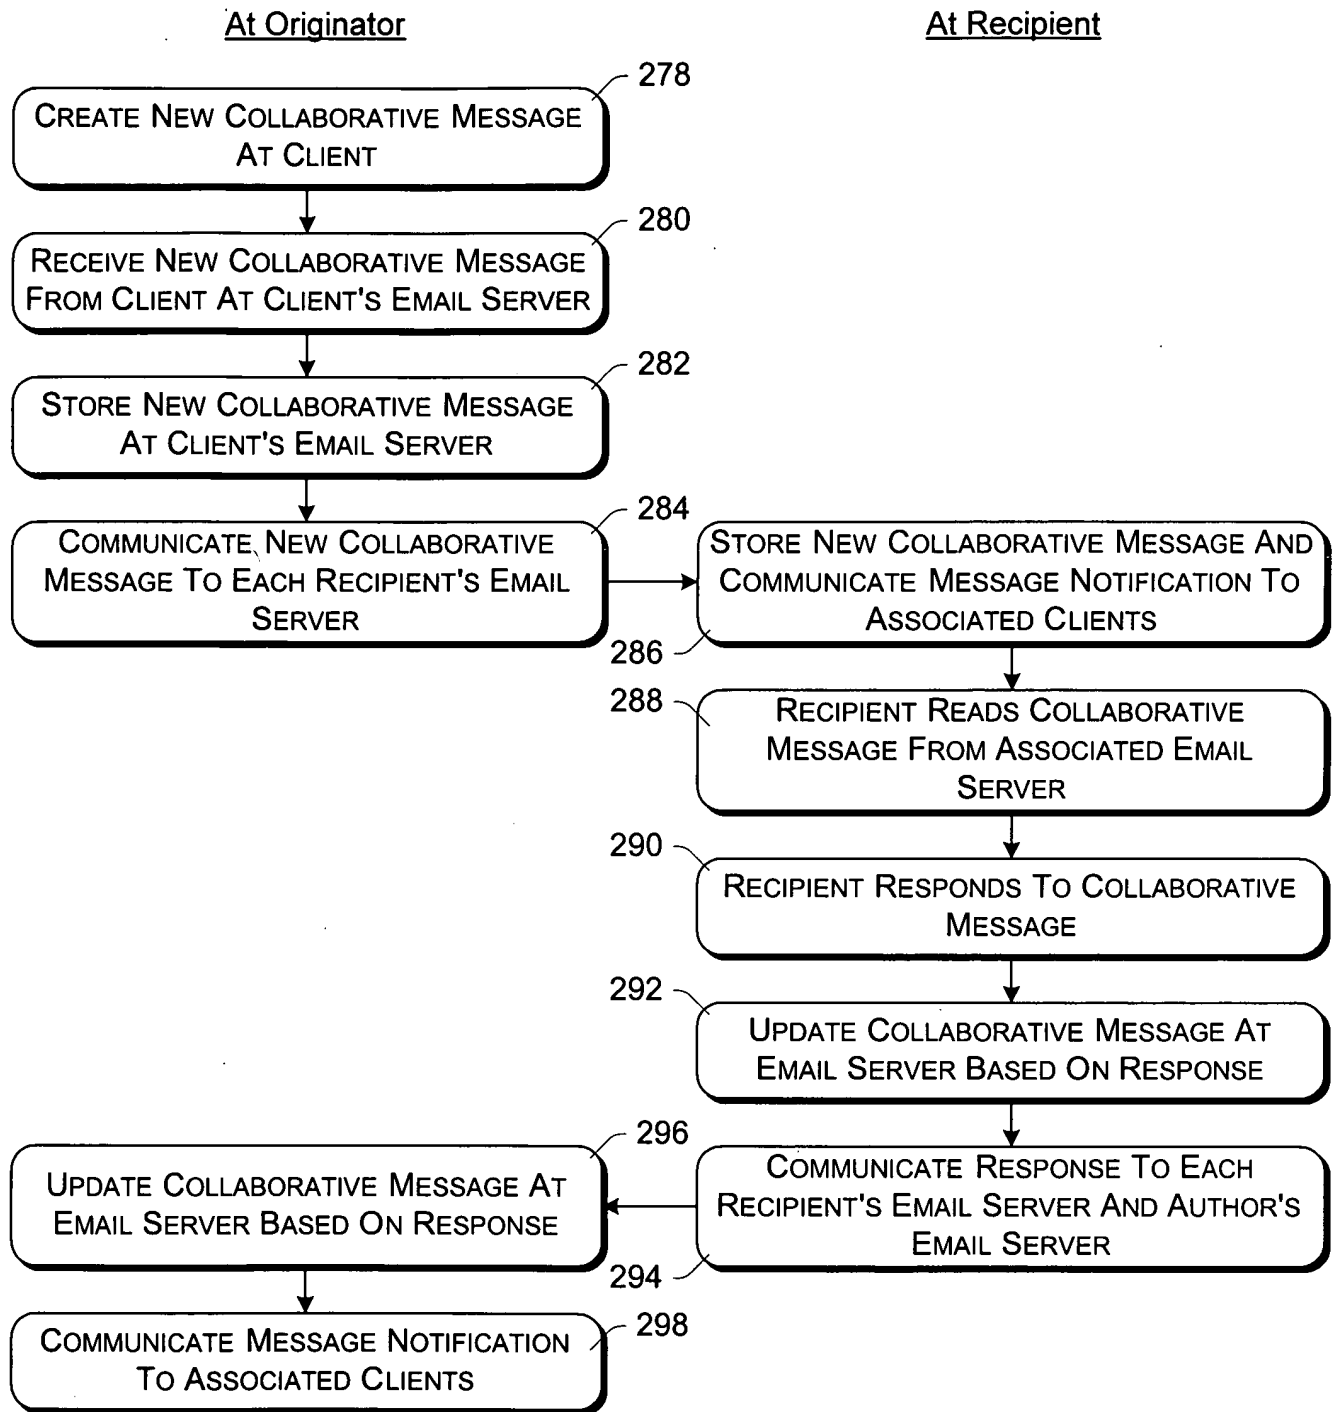 At Originator
At Recipient
278
CREATE NEW COLLABORATIVE MESSAGE
AT CLIENT
280
RECEIVE NEW COLLABORATIVE MESSAGE
FROM CLIENT AT CLIENT'S EMAIL SERVER
282
STORE NEW COLLABORATIVE MESSAGE
AT CLIENT'S EMAIL SERVER
284
COMMUNICATE NEW COLLABORATIVE
MESSAGE TO EACH RECIPIENT'S EMAIL
SERVER
STORE NEW COLLABORATIVE MESSAGE AND
COMMUNICATE MESSAGE NOTIFICATION TO
ASSOCIATED CLIENTS
286
288
RECIPIENT READS COLLABORATIVE
MESSAGE FROM ASSOCIATED EMAIL
SERVER
290
RECIPIENT RESPONDS TO COLLABORATIVE
MESSAGE
292
UPDATE COLLABORATIVE MESSAGE AT
EMAIL SERVER BASED ON RESPONSE
COMMUNICATE RESPONSE TO EACH
RECIPIENT'S EMAIL SERVER AND AUTHOR'S
EMAIL SERVER
294
296
UPDATE COLLABORATIVE MESSAGE AT
EMAIL SERVER BASED ON RESPONSE
298
COMMUNICATE MESSAGE NOTIFICATION
TO ASSOCIATED CLIENTS